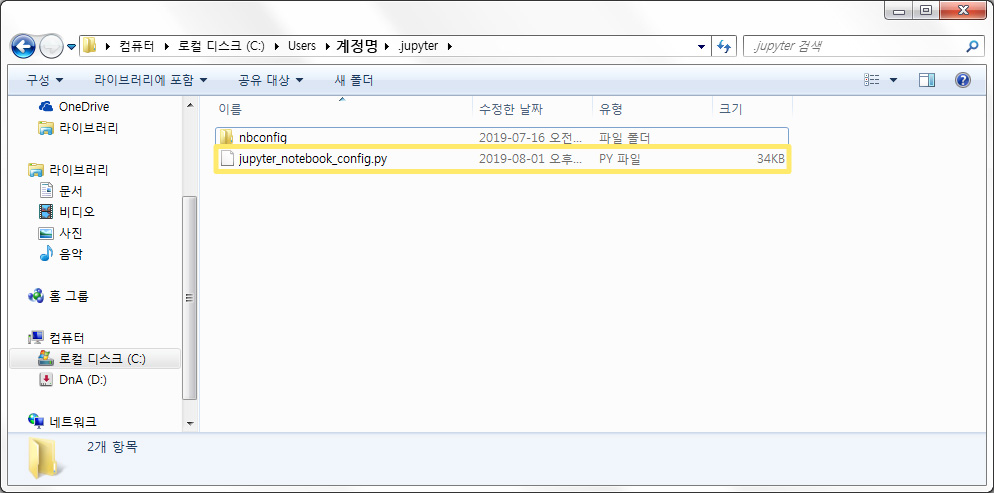 컴퓨터 로컬 디스크 (C:) Users 계정명 .jupyter
.jupyter 검색
구성 라이브러리에 포함 공유 대상 새 폴더
OneDrive
라이브러리
라이브러리
문서
비디오
사진
음악
홈 그룹
컴퓨터
로컬 디스크 (C:)
DnA (D:)
네트워크
이름 수정한 날짜 유형 크기
nbconfig 2019-07-16 오전... 파일 폴더
jupyter_notebook_config.py 2019-08-01 오후... PY 파일 34KB
2개 항목